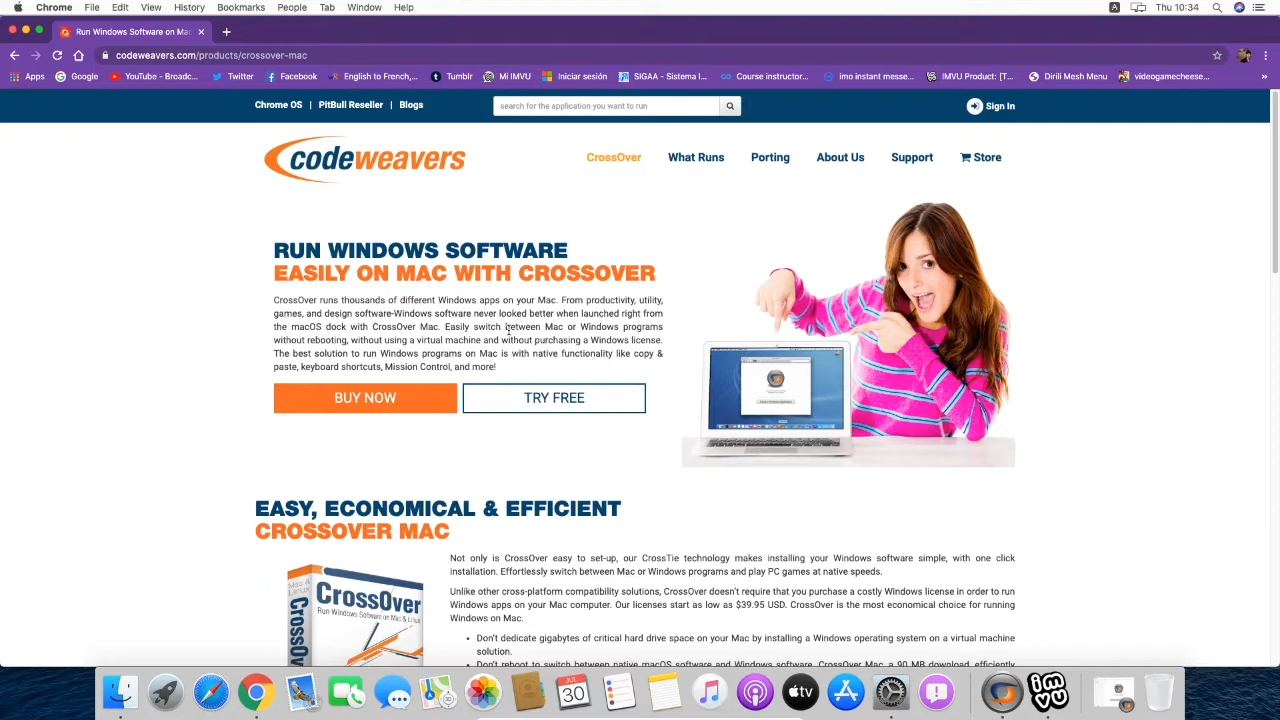 Chrome File Edit View History Bookmarks People Tab Window Help
A Thu 10:34
Run Windows Software on Mac
codeweavers.com/products/crossover-mac
Apps Google YouTube - Broadc... Twitter Facebook English to French,... Tumblr Mi IMVU Iniciar sesión SIGAA - Sistema I... Course instructor... imo instant messe... IMVU Product: [T... Dirili Mesh Menu videogamecheese... »
Chrome OS | PitBull Reseller | Blogs
search for the application you want to run
Sign In
codeweavers
CrossOver What Runs Porting About Us Support Store
RUN WINDOWS SOFTWARE
EASILY ON MAC WITH CROSSOVER
CrossOver runs thousands of different Windows apps on your Mac. From productivity, utility,
games, and design software-Windows software never looked better when launched right from
the macOS dock with CrossOver Mac. Easily switch between Mac or Windows programs
without rebooting, without using a virtual machine and without purchasing a Windows license.
The best solution to run Windows programs on Mac is with native functionality like copy &
paste, keyboard shortcuts, Mission Control, and more!
BUY NOW TRY FREE
EASY, ECONOMICAL & EFFICIENT
CROSSOVER MAC
Not only is CrossOver easy to set-up, our CrossTie technology makes installing your Windows software simple, with one click
installation. Effortlessly switch between Mac or Windows programs and play PC games at native speeds.
Unlike other cross-platform compatibility solutions, CrossOver doesn't require that you purchase a costly Windows license in order to run
Windows apps on your Mac computer. Our licenses start as low as $39.95 USD. CrossOver is the most economical choice for running
Windows on Mac.
• Don't dedicate gigabytes of critical hard drive space on your Mac by installing a Windows operating system on a virtual machine
solution.
• Don't reboot to switch between native macOS software and Windows software. CrossOver Mac, a 90 MB download, efficiently
Mac &
Linux
CrossOver
Run Windows Software on Mac & Linux
JUL
30
tv
imvu